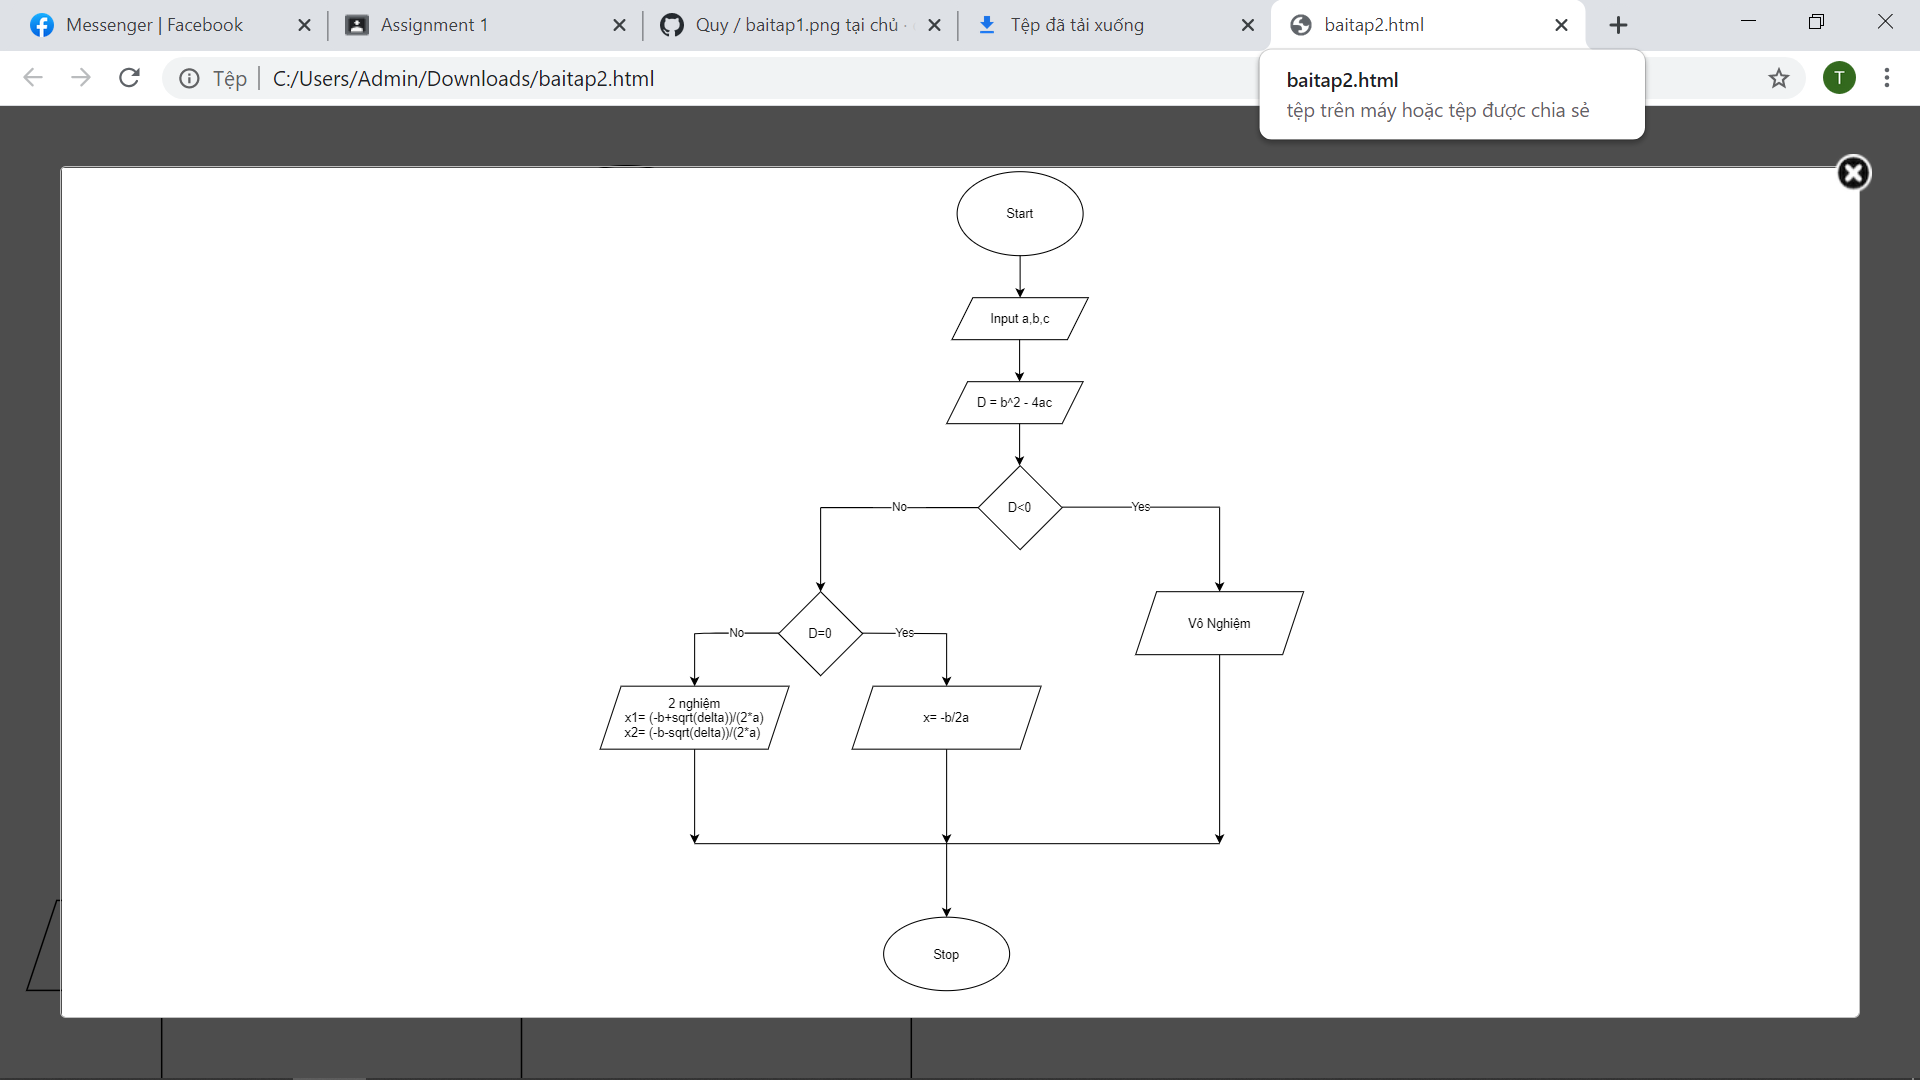 Messenger | Facebook
Assignment 1
Quy / baitap1.png tại chủ ·
Tệp đã tải xuống
baitap2.html
Tệp
C:/Users/Admin/Downloads/baitap2.html
T
baitap2.html
tệp trên máy hoặc tệp được chia sẻ
Start
Input a,b,c
D = b^2 - 4ac
D<0
No
Yes
D=0
No
Yes
Vô Nghiệm
2 nghiệm
x1= (-b+sqrt(delta))/(2*a)
x2= (-b-sqrt(delta))/(2*a)
x= -b/2a
Stop